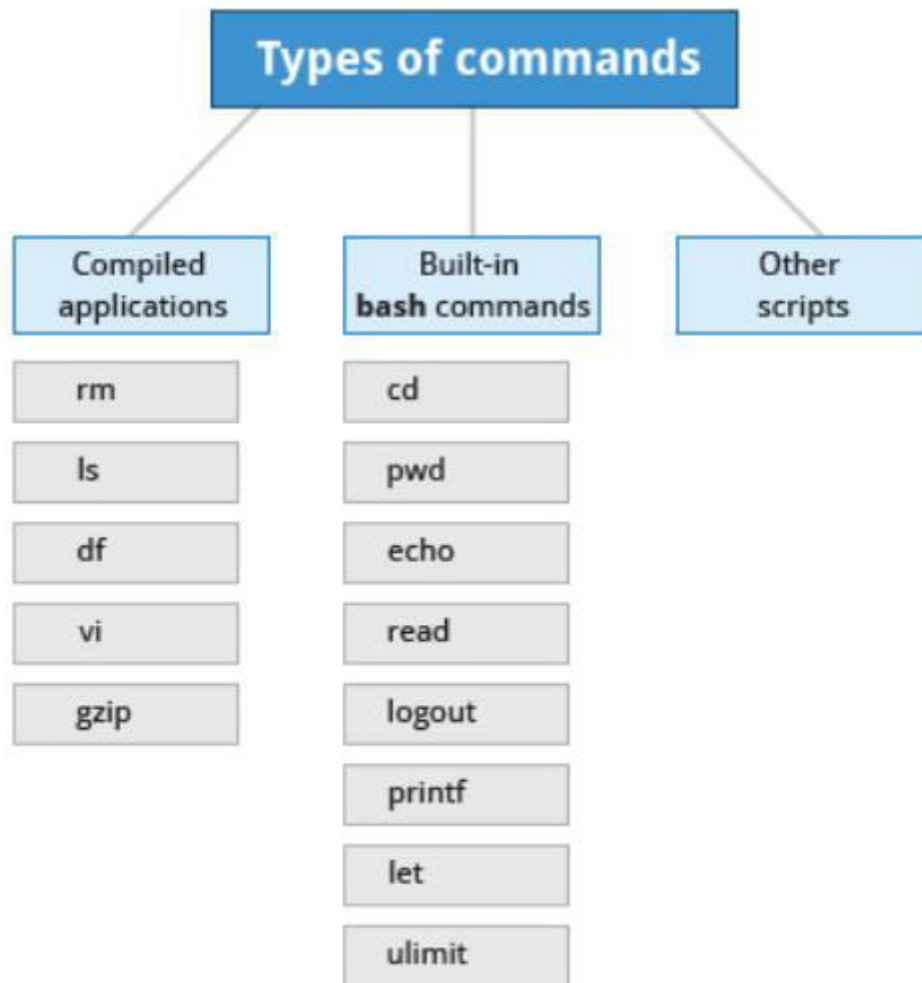 Types of commands
Compiled
applications
rm
ls
df
vi
gzip
Built-in
bash commands
cd
pwd
echo
read
logout
printf
let
ulimit
Other
scripts